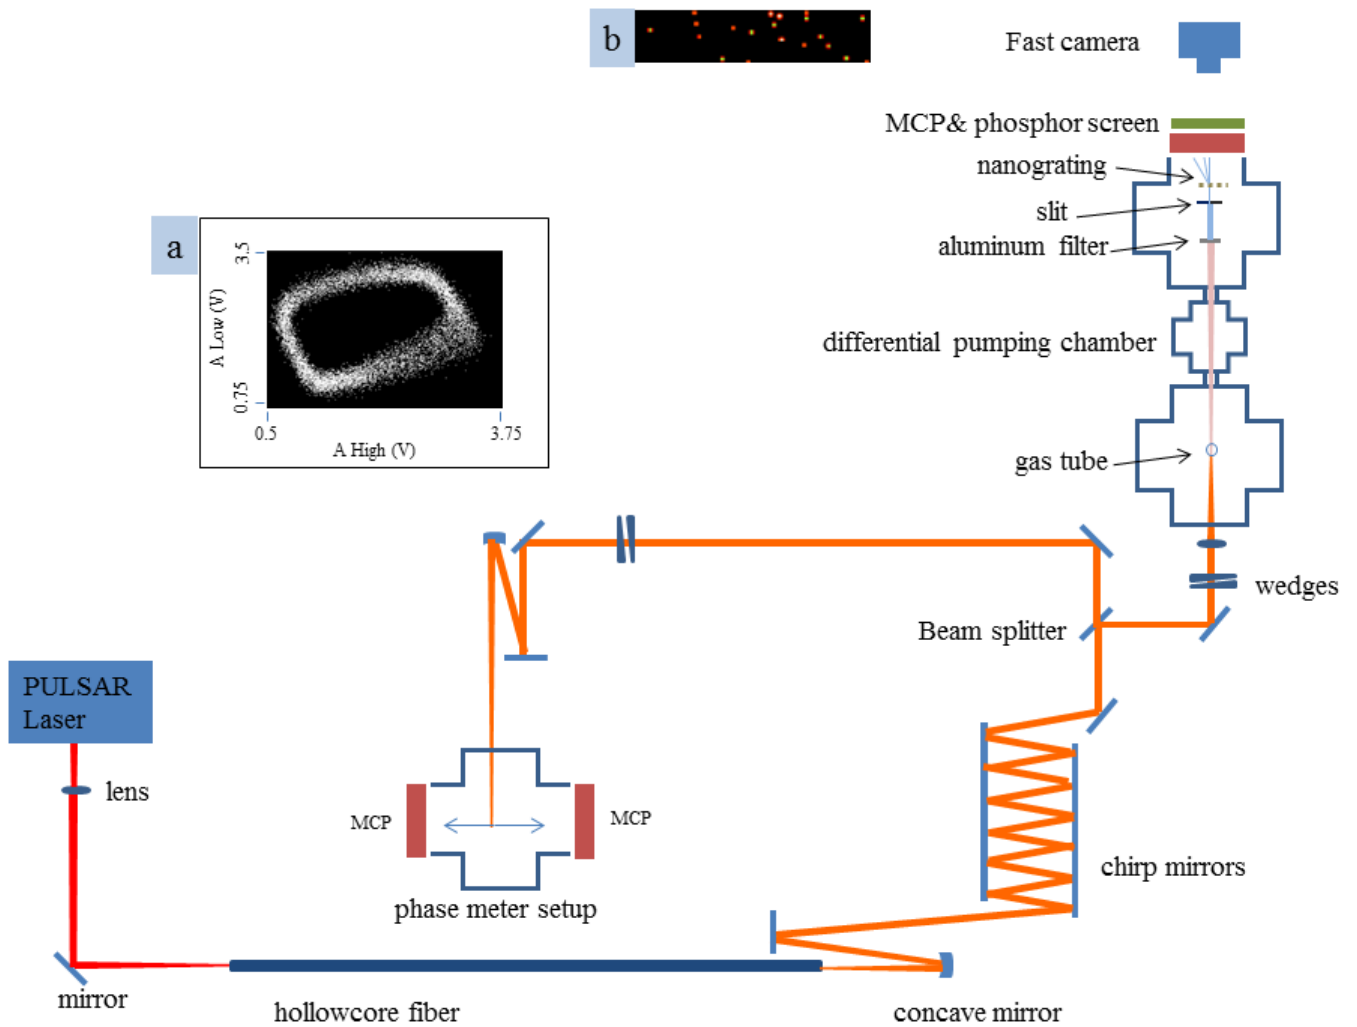 b
Fast camera
MCP& phosphor screen
nanograting
slit
aluminum filter
a
3.5
A Low (V)
0.75
0.5
3.75
A High (V)
differential pumping chamber
gas tube
wedges
Beam splitter
PULSAR
Laser
lens
MCP
MCP
chirp mirrors
phase meter setup
mirror
hollowcore fiber
concave mirror